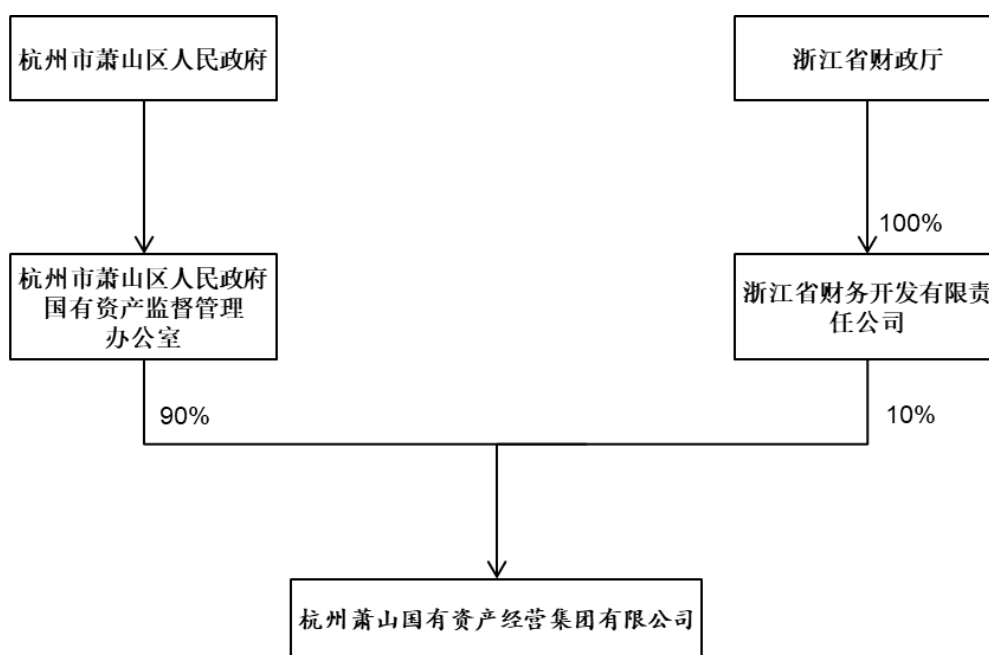 杭州市萧山区人民政府
浙江省财政厅
100%
杭州市萧山区人民政府
国有资产监督管理
办公室
浙江省财务开发有限责
任公司
90%
10%
杭州萧山国有资产经营集团有限公司